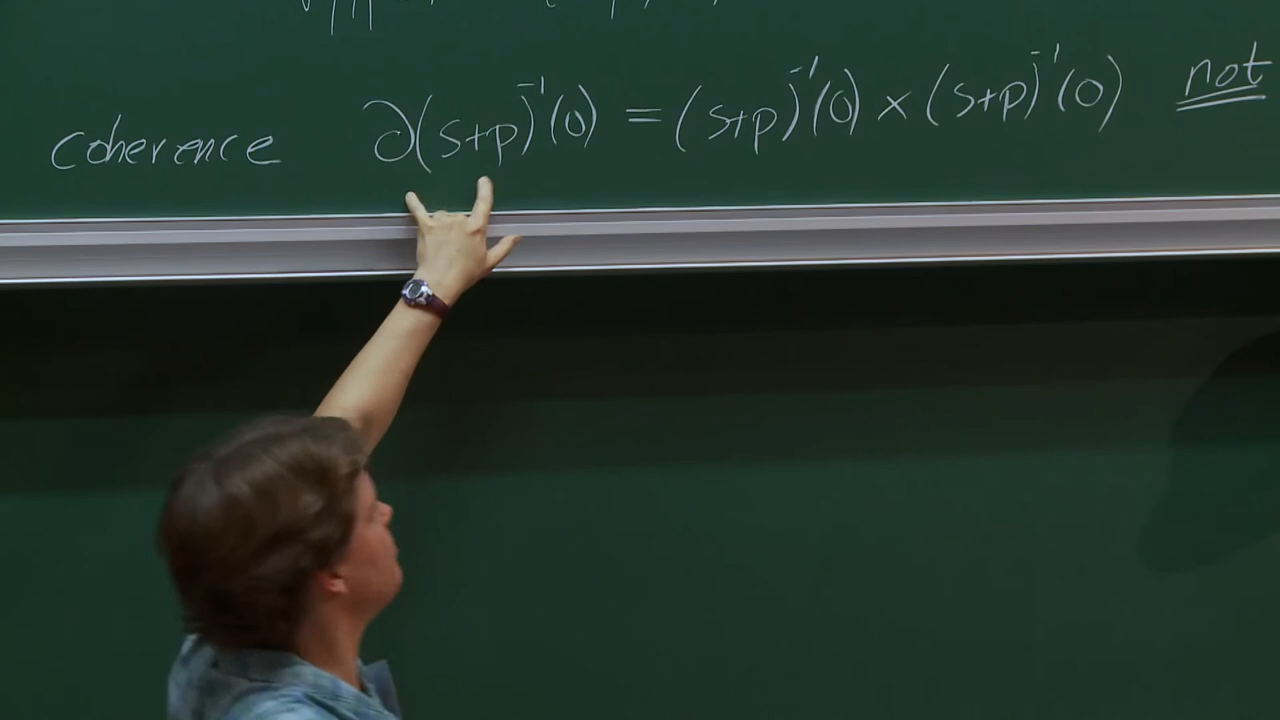 coherence ∂(s+p)⁻¹(0) = (s+p)⁻¹(0) × (s+p)⁻¹(0) not